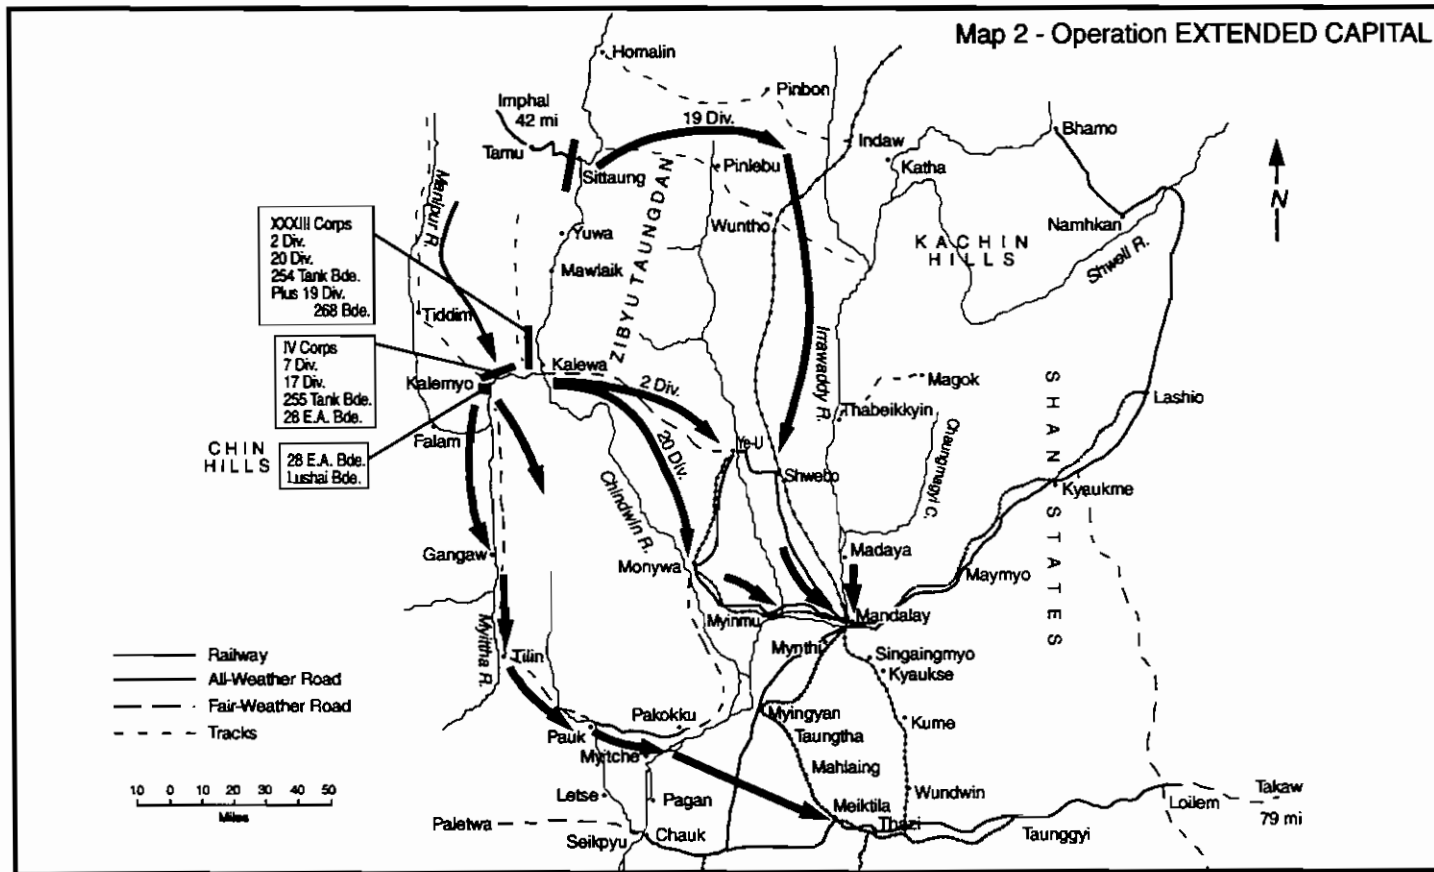 Map 2 - Operation EXTENDED CAPITAL
Homalin
Pinbon
Imphal
42 mi
19 Div.
Tamu
Sittaung
Pinlebu
Indaw
Katha
Bhamo
N
Manipur R.
ZIBYUTAUNGDAN
Yuwa
Wuntho
Namhkan
KACHIN
HILLS
Shweli R.
Mawlaik
XXXIII Corps
2 Div.
20 Div.
254 Tank Bde.
Plus 19 Div.
268 Bde.
Tiddim
IV Corps
7 Div.
17 Div.
255 Tank Bde.
28 E.A. Bde.
Kalemyo
Kalewa
2 Div.
20 Div.
Irrawaddy R.
Magok
Thabeikkyin
Chaungmagyi C.
SHAN STATES
Lashio
Falam
CHIN
HILLS
28 E.A. Bde.
Lushai Bde.
Ye-U
Shwebo
Kyaukme
Chindwin R.
Gangaw
Monywa
Madaya
Maymyo
Myinmu
Mandalay
Mynthi
Singaingmyo
Kyaukse
Myittha R.
Tilin
Railway
All-Weather Road
Fair-Weather Road
Tracks
Pakokku
Myingyan
Kume
Pauk
Myitche
Taungtha
Mahlaing
Wundwin
10 0 10 20 30 40 50
Miles
Letse
Pagan
Meiktila
Thazi
Loilem
Takaw
79 mi
Paletwa
Seikpyu
Chauk
Taunggyi